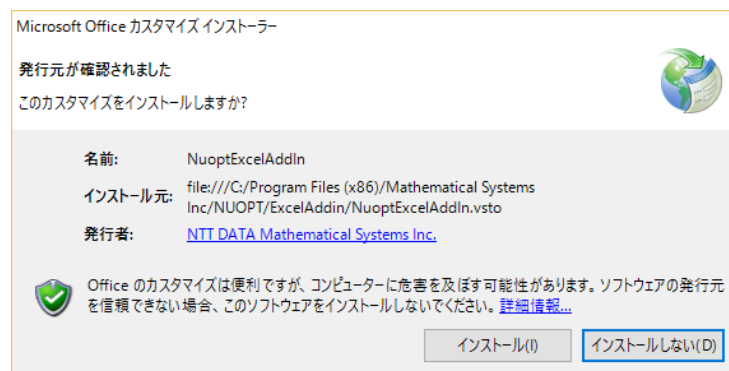 Microsoft Office カスタマイズ インストーラー
発行元が確認されました
このカスタマイズをインストールしますか?
名前: NuoptExcelAddIn
インストール元: file:///C:/Program Files (x86)/Mathematical Systems
Inc/NUOPT/ExcelAddin/NuoptExcelAddIn.vsto
発行者: NTT DATA Mathematical Systems Inc.
Office のカスタマイズは便利ですが、コンピューターに危害を及ぼす可能性があります。ソフトウェアの発行元
を信頼できない場合、このソフトウェアをインストールしないでください。詳細情報...
インストール(I) インストールしない(D)